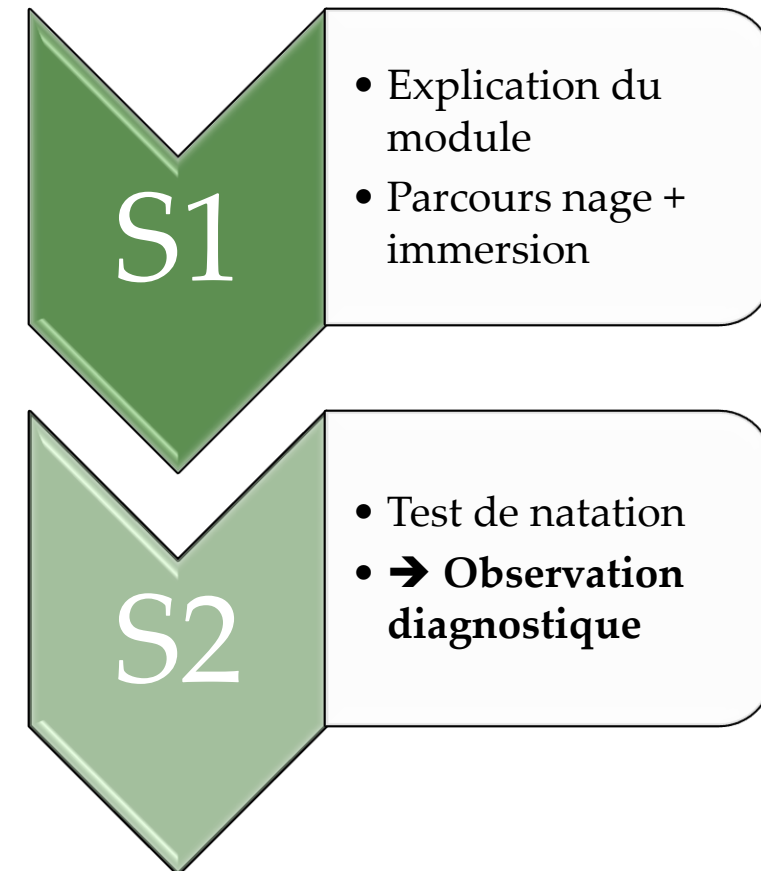 S1
• Explication du
module
• Parcours nage +
immersion
S2
• Test de natation
• ➔ Observation
diagnostique